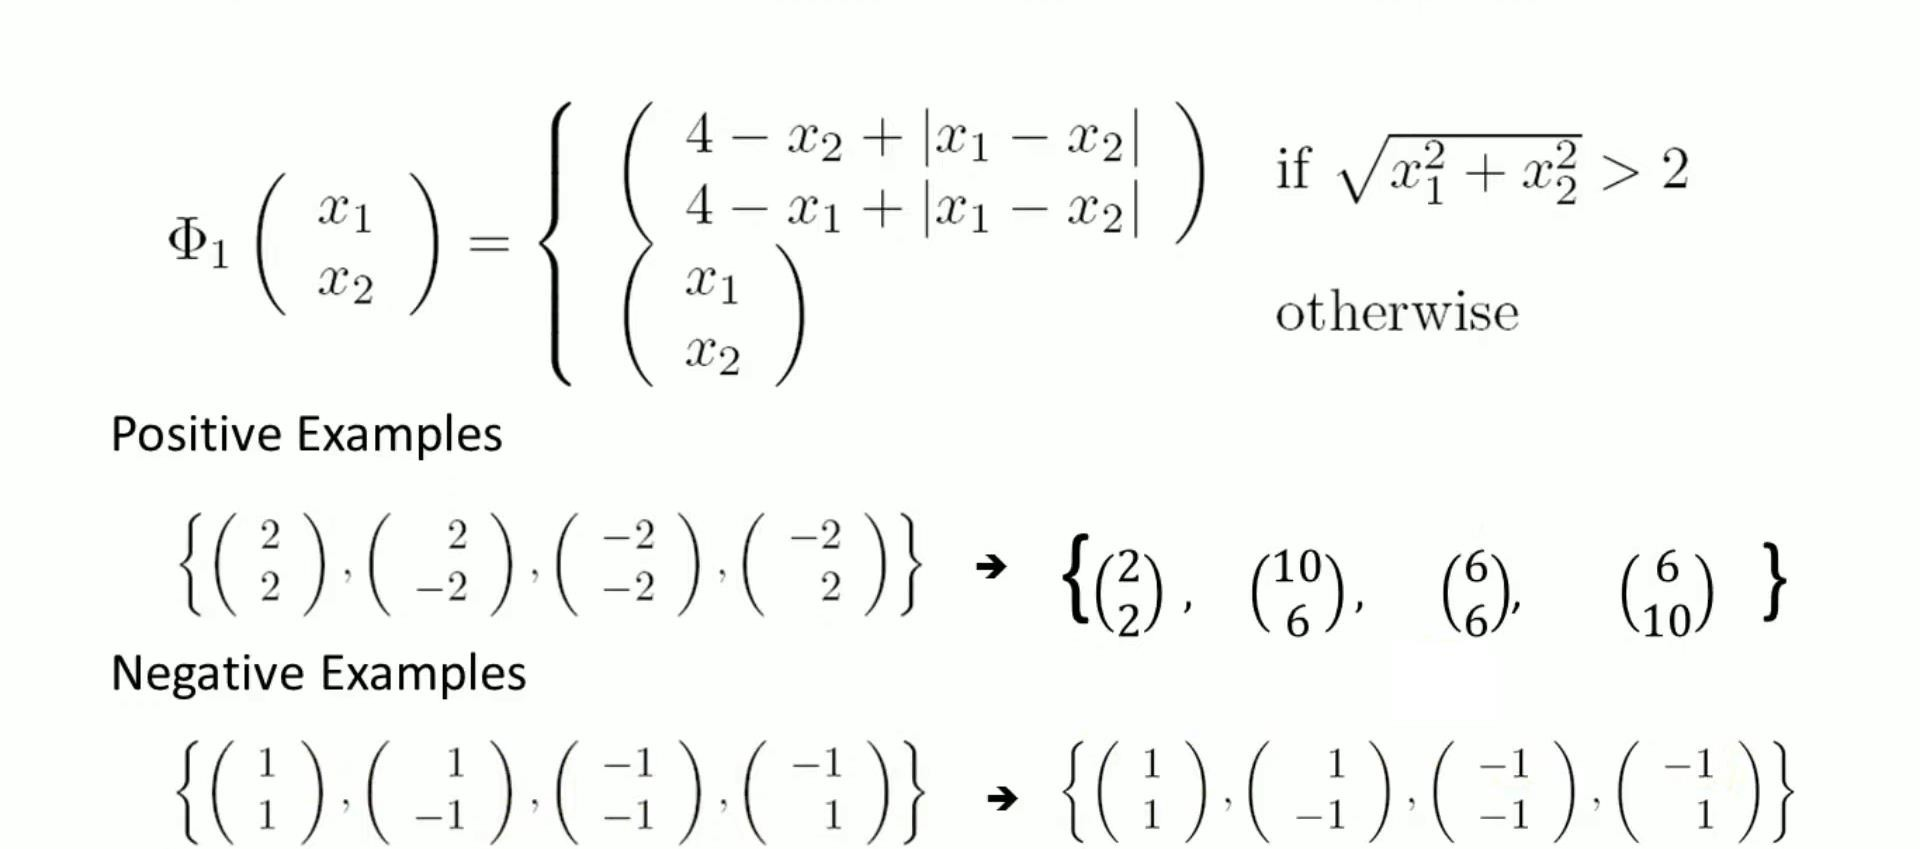 Φ₁ ( x₁ x₂ ) = { ( 4 − x₂ + |x₁ − x₂| 4 − x₁ + |x₁ − x₂| ) if √(x₁² + x₂²) > 2
( x₁ x₂ ) otherwise
Positive Examples
{( 2 2 ), ( 2 −2 ), ( −2 −2 ), ( −2 2 )} ➔ {( 2 2 ), ( 10 6 ), ( 6 6 ), ( 6 10 )}
Negative Examples
{( 1 1 ), ( 1 −1 ), ( −1 −1 ), ( −1 1 )} ➔ {( 1 1 ), ( 1 −1 ), ( −1 −1 ), ( −1 1 )}